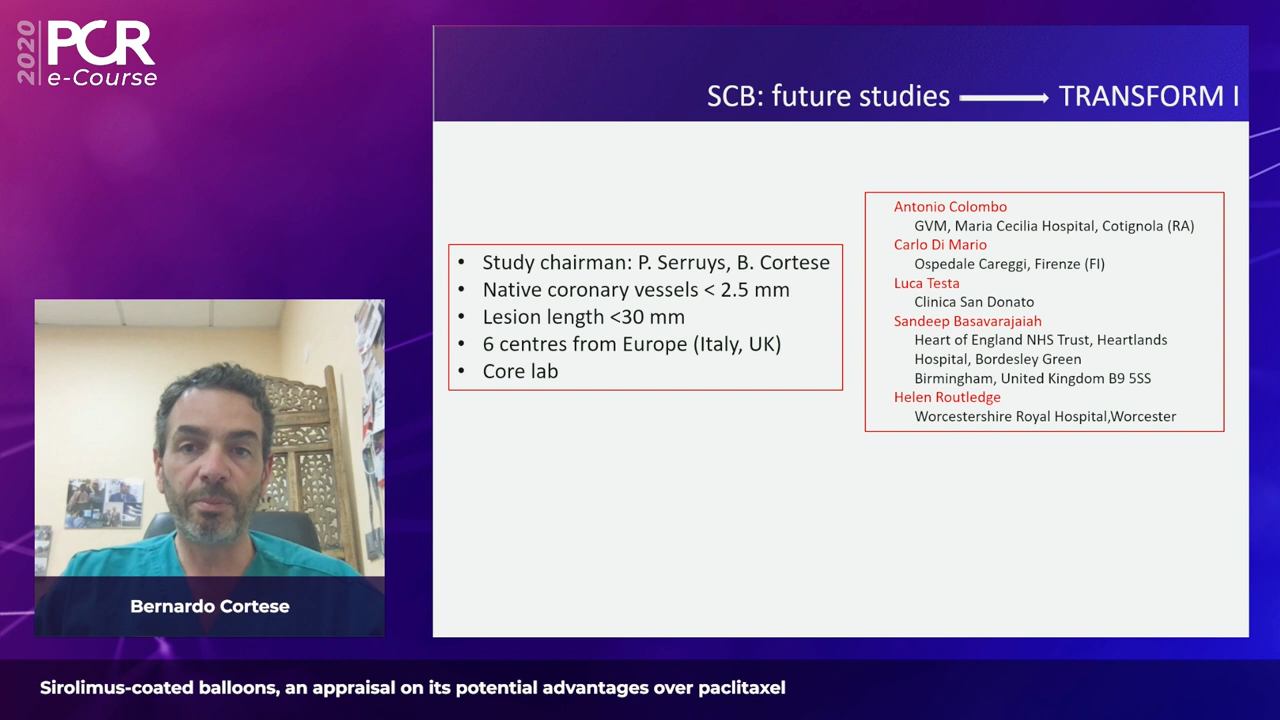 2020
PCR
e-Course
SCB: future studies TRANSFORM I
• Study chairman: P. Serruys, B. Cortese
• Native coronary vessels < 2.5 mm
• Lesion length <30 mm
• 6 centres from Europe (Italy, UK)
• Core lab
Antonio Colombo
GVM, Maria Cecilia Hospital, Cotignola (RA)
Carlo Di Mario
Ospedale Careggi, Firenze (FI)
Luca Testa
Clinica San Donato
Sandeep Basavarajaiah
Heart of England NHS Trust, Heartlands
Hospital, Bordesley Green
Birmingham, United Kingdom B9 5SS
Helen Routledge
Worcestershire Royal Hospital,Worcester
Bernardo Cortese
Sirolimus-coated balloons, an appraisal on its potential advantages over paclitaxel